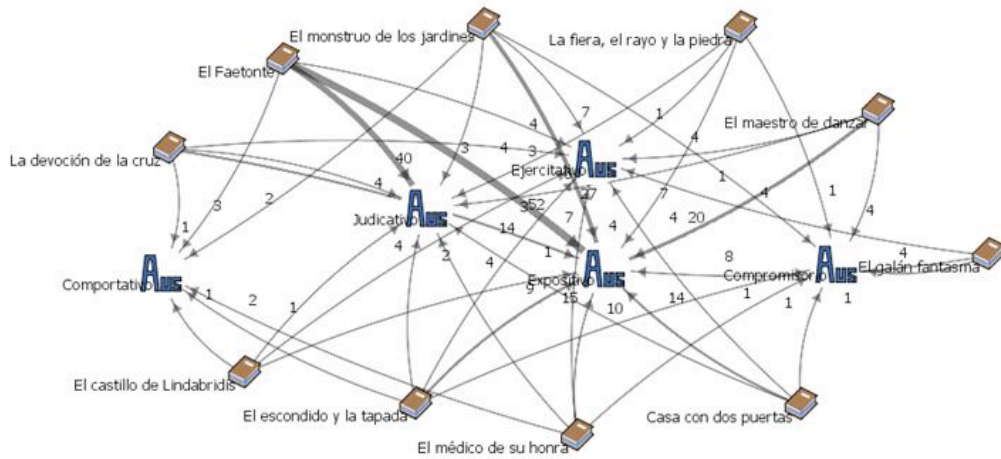 El monstruo de los jardines
La fiera, el rayo y la piedra
El Faetonte
El maestro de danzar
La devoción de la cruz
Ejercitativo
Judicativo
Comportativo
Expositivo
Compromisorio
El galán fantasma
El castillo de Lindabridis
El escondido y la tapada
El médico de su honra
Casa con dos puertas
7
1
4
4
3
40
3
4
4
1
7
1
4
2
3
1
7
4
4
20
4
14
1
8
4
4
2
9
15
10
14
1
1
1
1
2
1